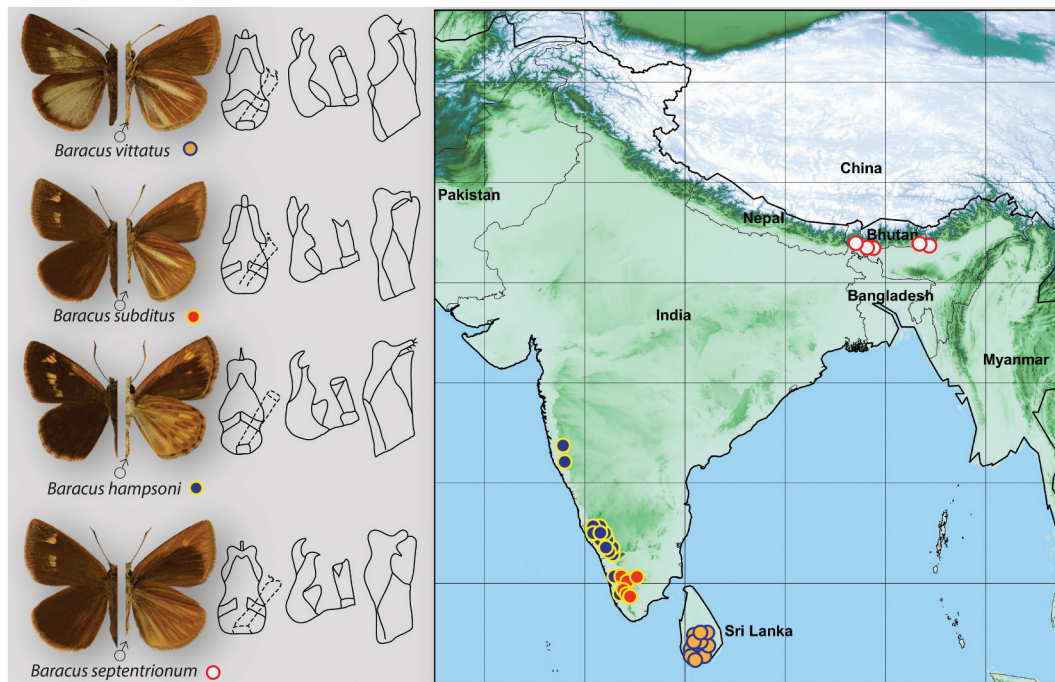 Baracus vittatus
Baracus subditus
Baracus hampsoni
Baracus septentrionum
China
Pakistan
Nepal
Bhutan
Bangladesh
India
Myanmar
Sri Lanka